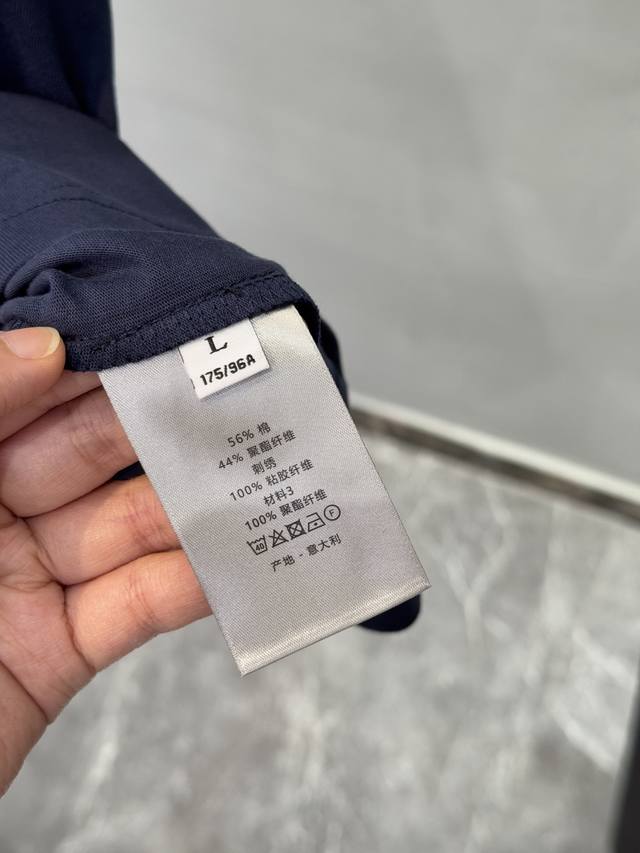 L
175/96A
56% 棉
44% 聚酯纤维
刺绣
100% 粘胶纤维
材料3
100% 聚酯纤维
40 F
产地 - 意大利